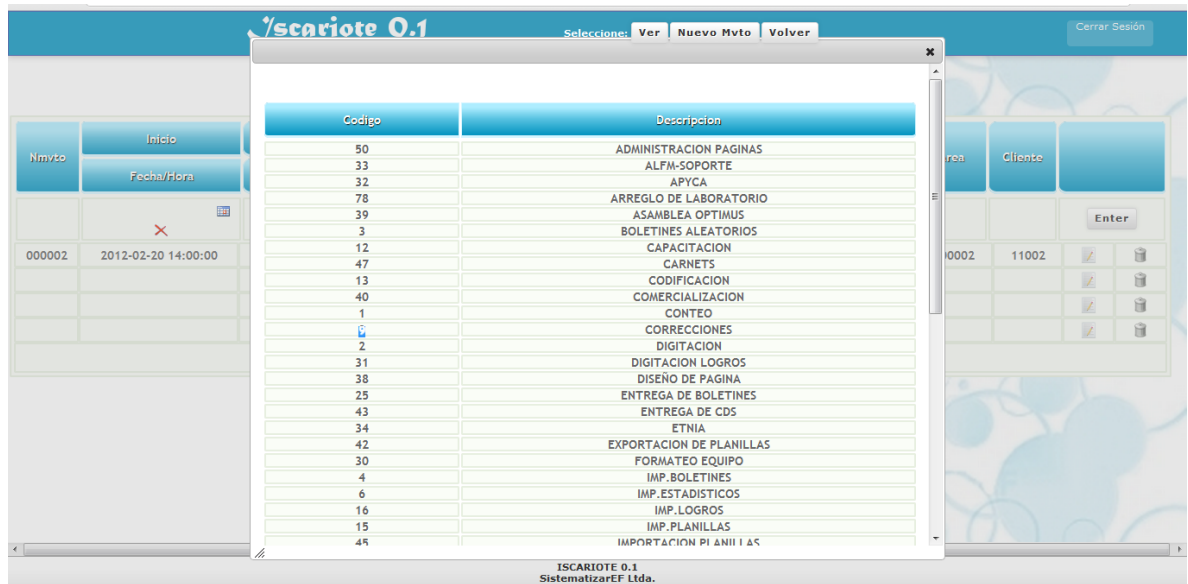 Yscariote 0.1
Seleccione: Ver Nuevo Mvto Volver
Cerrar Sesión
Codigo Descripcion
Nmvto Inicio Cliente
Fecha/Hora
50 ADMINISTRACION PAGINAS
33 ALFM-SOPORTE
32 APYCA
78 ARREGLO DE LABORATORIO
39 ASAMBLEA OPTIMUS
Enter
3 BOLETINES ALEATORIOS
12 CAPACITACION
000002 2012-02-20 14:00:00 0002 11002
47 CARNETS
13 CODIFICACION
40 COMERCIALIZACION
1 CONTEO
9 CORRECCIONES
2 DIGITACION
31 DIGITACION LOGROS
38 DISEÑO DE PAGINA
25 ENTREGA DE BOLETINES
43 ENTREGA DE CDS
34 ETNIA
42 EXPORTACION DE PLANILLAS
30 FORMATEO EQUIPO
4 IMP.BOLETINES
6 IMP.ESTADISTICOS
16 IMP.LOGROS
15 IMP.PLANILLAS
45 IMPORTACION PLANILLAS
ISCARIOTE 0.1
SistematizarEF Ltda.